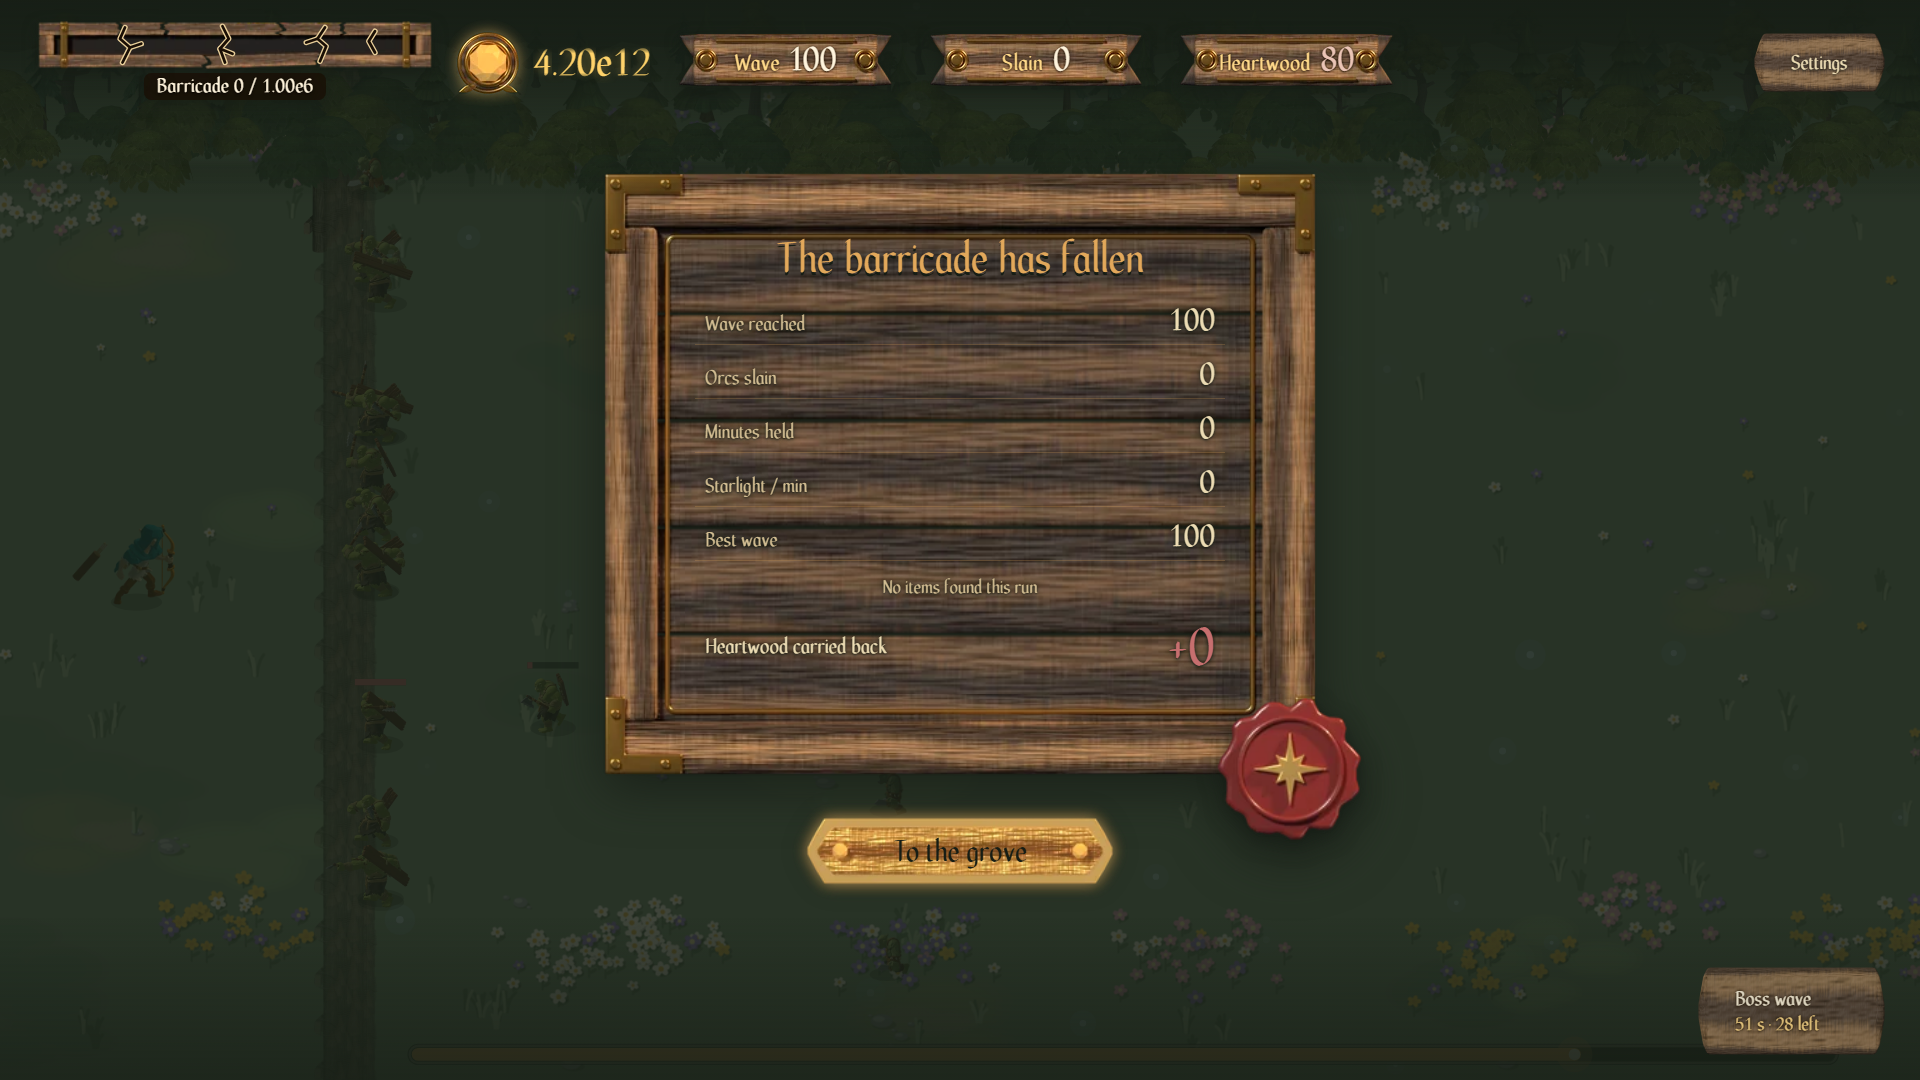 Barricade 0 / 1.00e6
4.20e12
Wave 100
Slain 0
Heartwood 80
Settings
The barricade has fallen
Wave reached 100
Orcs slain 0
Minutes held 0
Starlight / min 0
Best wave 100
No items found this run
Heartwood carried back +0
To the grove
Boss wave
51 s · 28 left